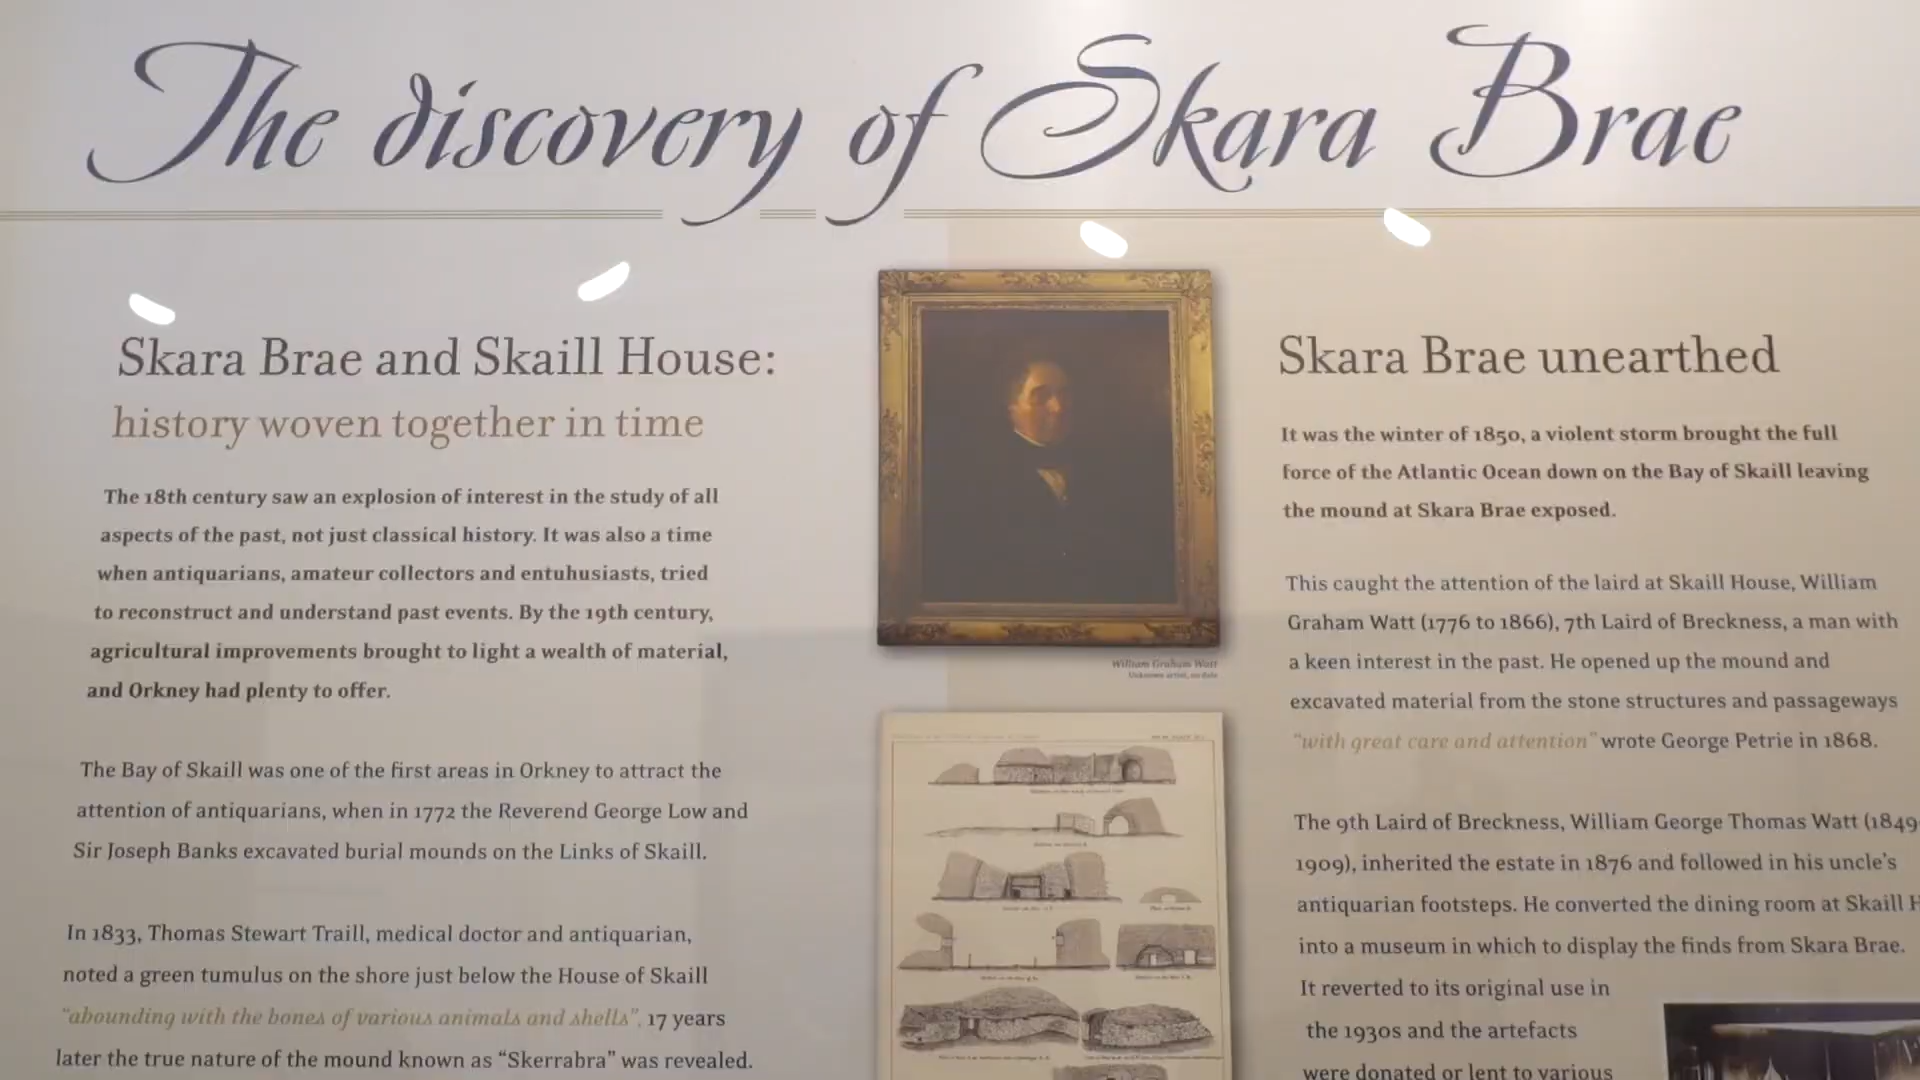 The discovery of Skara Brae
Skara Brae and Skaill House:
history woven together in time
The 18th century saw an explosion of interest in the study of all
aspects of the past, not just classical history. It was also a time
when antiquarians, amateur collectors and entuhusiasts, tried
to reconstruct and understand past events. By the 19th century,
agricultural improvements brought to light a wealth of material,
and Orkney had plenty to offer.
The Bay of Skaill was one of the first areas in Orkney to attract the
attention of antiquarians, when in 1772 the Reverend George Low and
Sir Joseph Banks excavated burial mounds on the Links of Skaill.
In 1833, Thomas Stewart Traill, medical doctor and antiquarian,
noted a green tumulus on the shore just below the House of Skaill
"abounding with the bones of various animals and shells", 17 years
later the true nature of the mound known as "Skerrabra" was revealed.
William Graham Watt
Unknown artist, no date
Skara Brae unearthed
It was the winter of 1850, a violent storm brought the full
force of the Atlantic Ocean down on the Bay of Skaill leaving
the mound at Skara Brae exposed.
This caught the attention of the laird at Skaill House, William
Graham Watt (1776 to 1866), 7th Laird of Breckness, a man with
a keen interest in the past. He opened up the mound and
excavated material from the stone structures and passageways
"with great care and attention" wrote George Petrie in 1868.
The 9th Laird of Breckness, William George Thomas Watt (1849-
1909), inherited the estate in 1876 and followed in his uncle's
antiquarian footsteps. He converted the dining room at Skaill H
into a museum in which to display the finds from Skara Brae.
It reverted to its original use in
the 1930s and the artefacts
were donated or lent to various